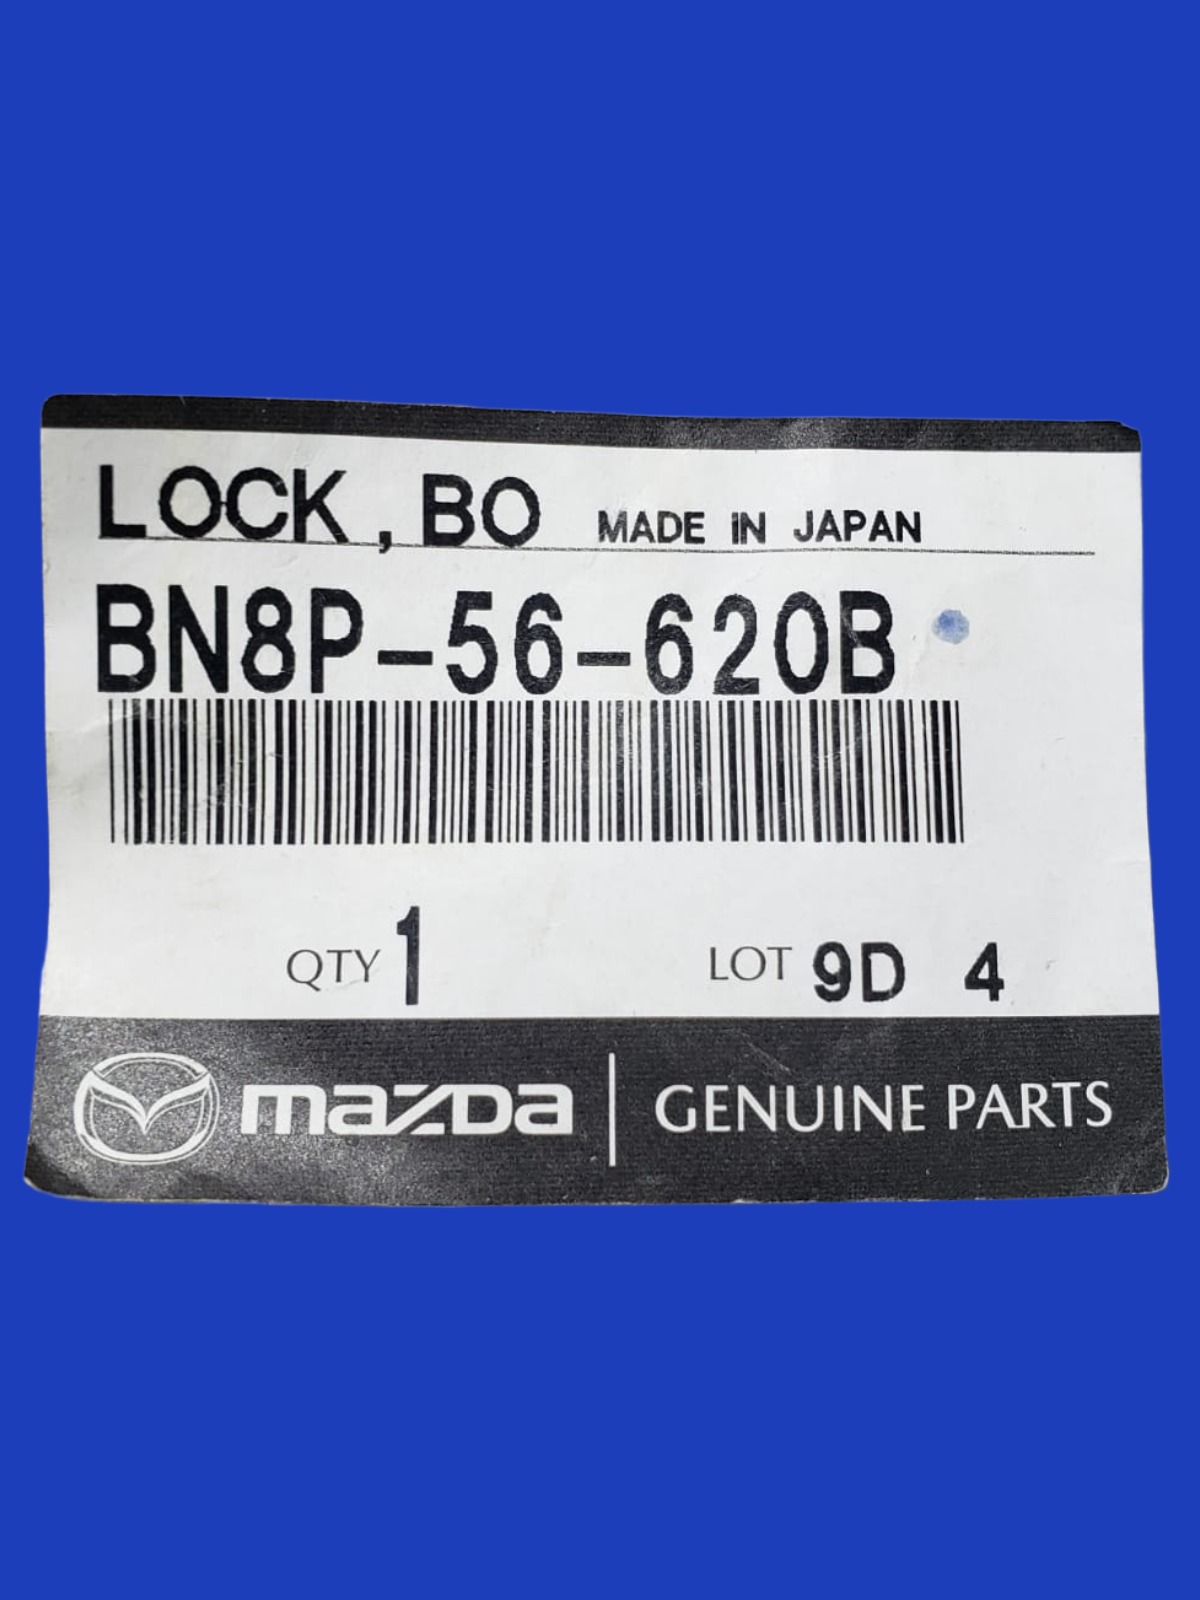 LOCK, BO MADE IN JAPAN
BN8P-56-620B
QTY 1 LOT 9D 4
mazda GENUINE PARTS